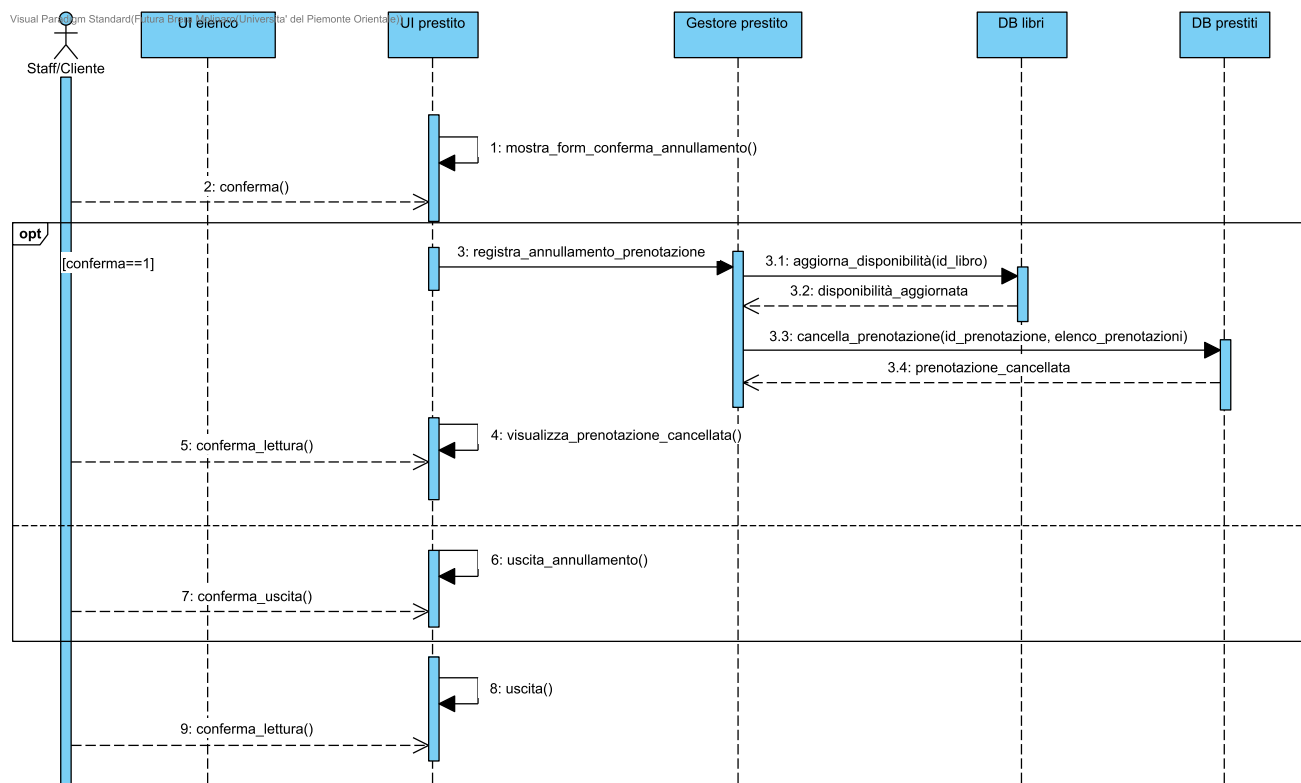 Visual Paradigm Standard(Futura Brena Molinaro(Universita' del Piemonte Orientale))
UI elenco
UI prestito
Gestore prestito
DB libri
DB prestiti
Staff/Cliente
1: mostra_form_conferma_annullamento()
2: conferma()
opt
[conferma==1]
3: registra_annullamento_prenotazione
3.1: aggiorna_disponibilità(id_libro)
3.2: disponibilità_aggiornata
3.3: cancella_prenotazione(id_prenotazione, elenco_prenotazioni)
3.4: prenotazione_cancellata
4: visualizza_prenotazione_cancellata()
5: conferma_lettura()
6: uscita_annullamento()
7: conferma_uscita()
8: uscita()
9: conferma_lettura()